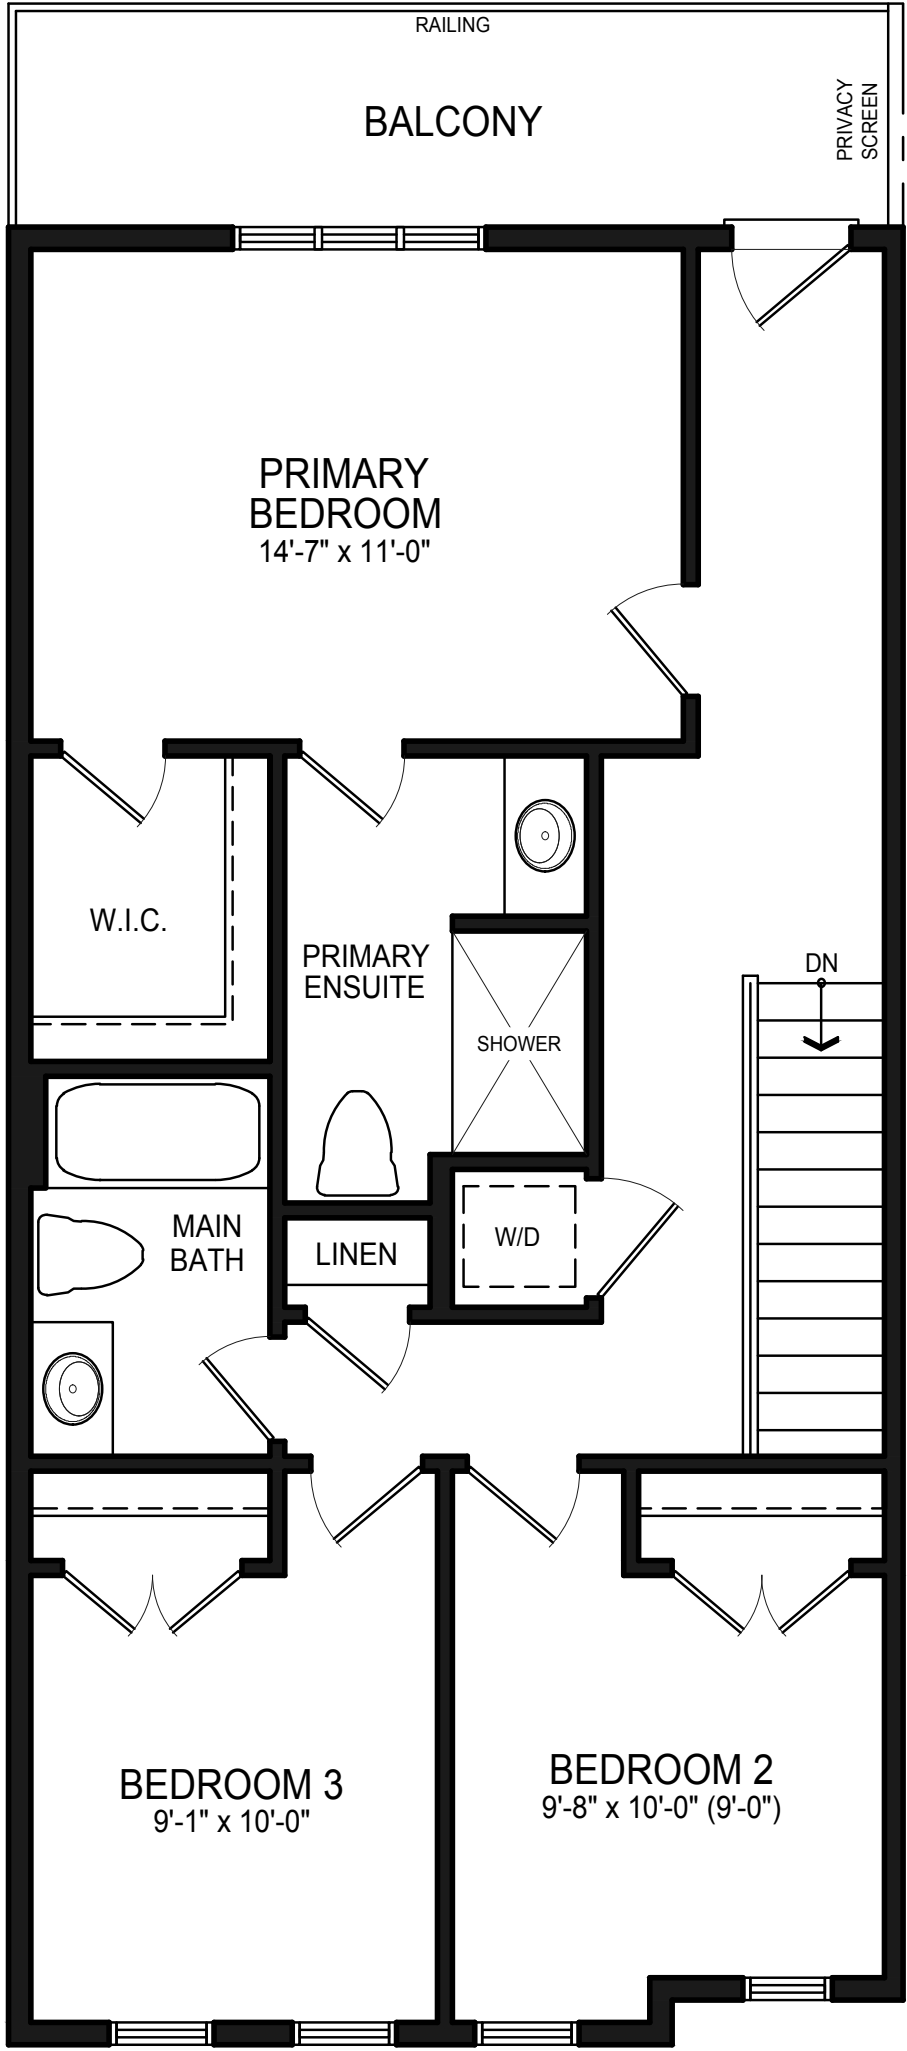 RAILING
BALCONY
PRIVACY
SCREEN
PRIMARY
BEDROOM
14'-7" x 11'-0"
W.I.C.
PRIMARY
ENSUITE
DN
SHOWER
MAIN
BATH
LINEN
W/D
BEDROOM 3
9'-1" x 10'-0"
BEDROOM 2
9'-8" x 10'-0" (9'-0")